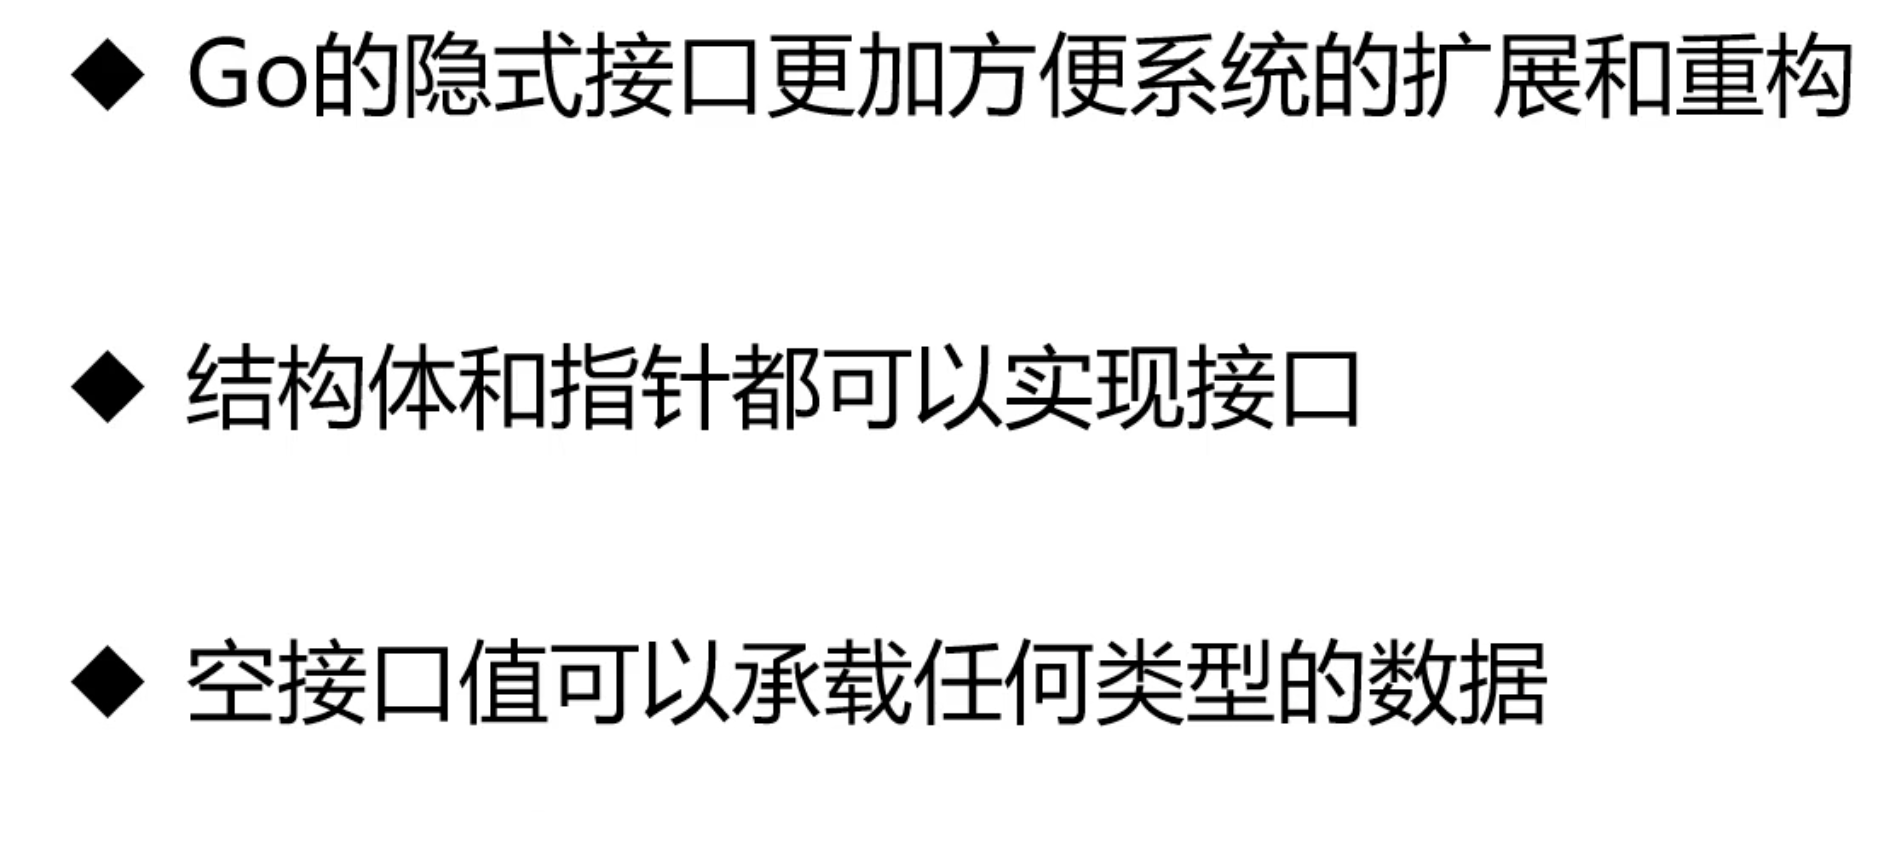 ◆ Go的隐式接口更加方便系统的扩展和重构
◆ 结构体和指针都可以实现接口
◆ 空接口值可以承载任何类型的数据